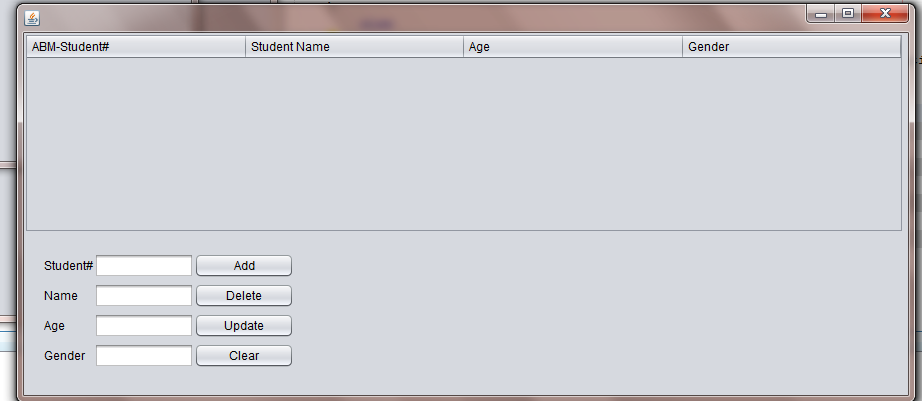 ABM-Student# Student Name Age Gender
Student# Add
Name Delete
Age Update
Gender Clear